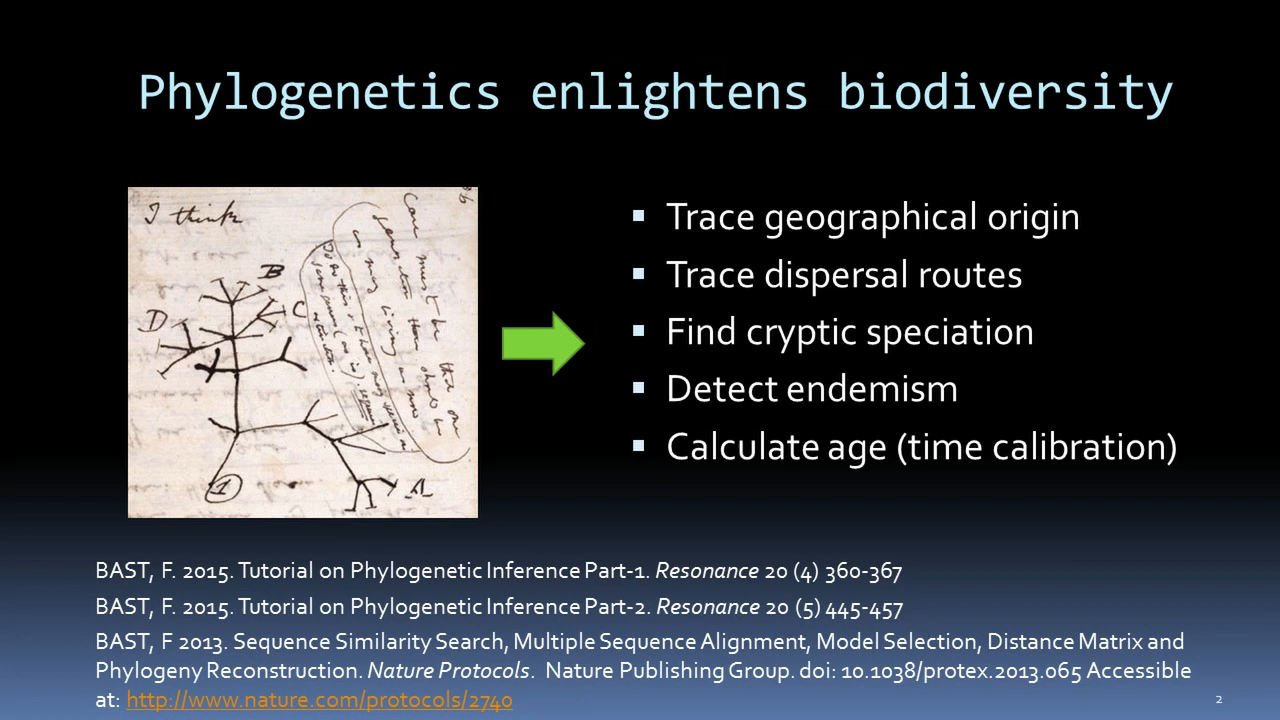 Phylogenetics enlightens biodiversity
I think
B
C
D
1
Trace geographical origin
Trace dispersal routes
Find cryptic speciation
Detect endemism
Calculate age (time calibration)
BAST, F. 2015. Tutorial on Phylogenetic Inference Part-1. Resonance 20 (4) 360-367
BAST, F. 2015. Tutorial on Phylogenetic Inference Part-2. Resonance 20 (5) 445-457
BAST, F 2013. Sequence Similarity Search, Multiple Sequence Alignment, Model Selection, Distance Matrix and
Phylogeny Reconstruction. Nature Protocols. Nature Publishing Group. doi: 10.1038/protex.2013.065 Accessible
at: http://www.nature.com/protocols/2740
2